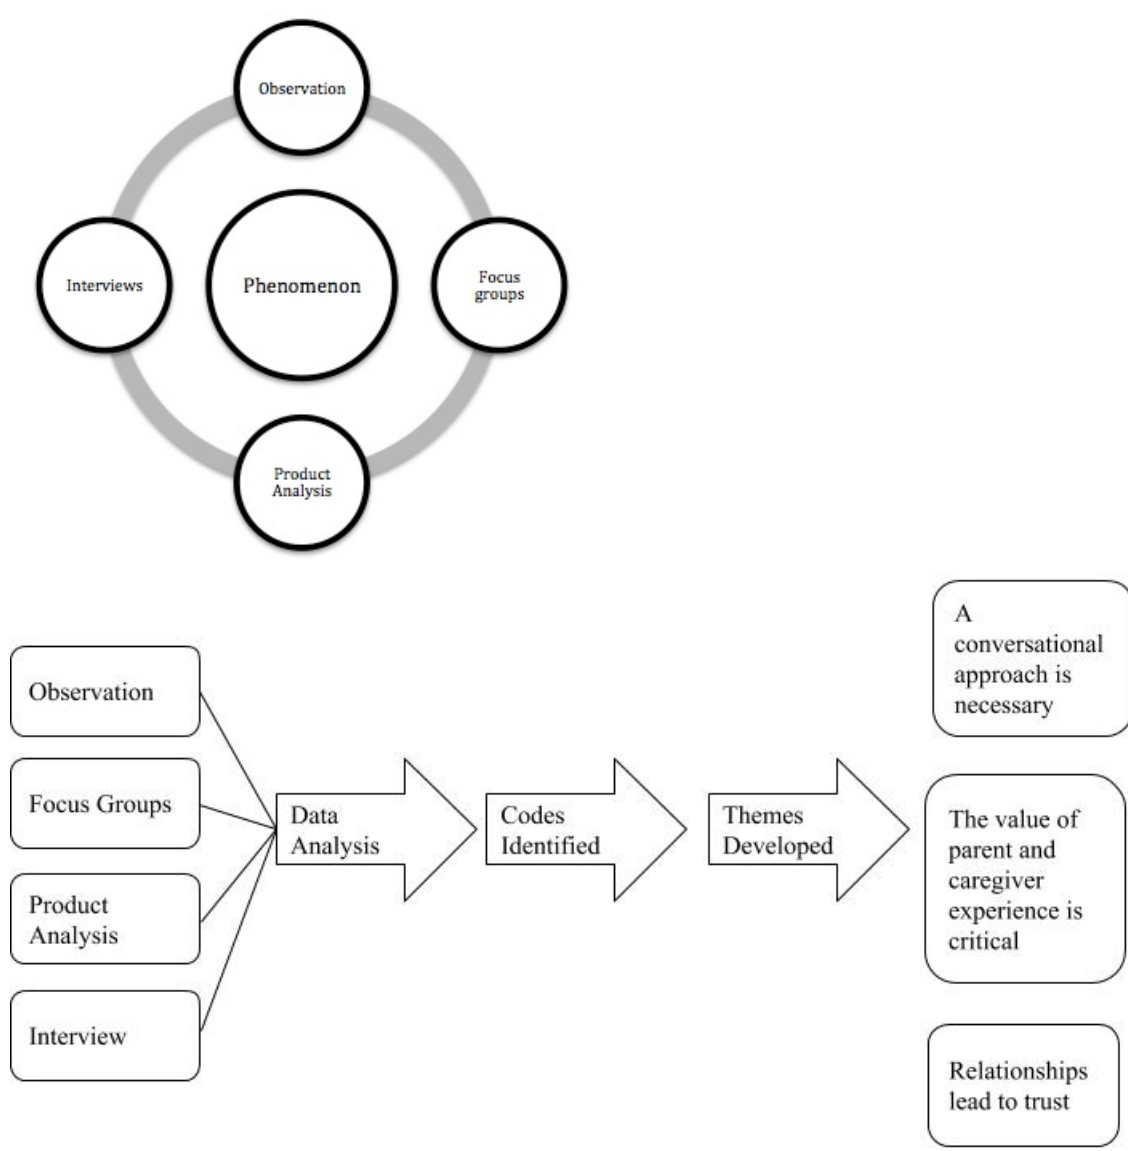 Observation
Interviews
Phenomenon
Focus
groups
Product
Analysis
Observation
Focus Groups
Product
Analysis
Interview
Data
Analysis
Codes
Identified
Themes
Developed
A
conversational
approach is
necessary
The value of
parent and
caregiver
experience is
critical
Relationships
lead to trust